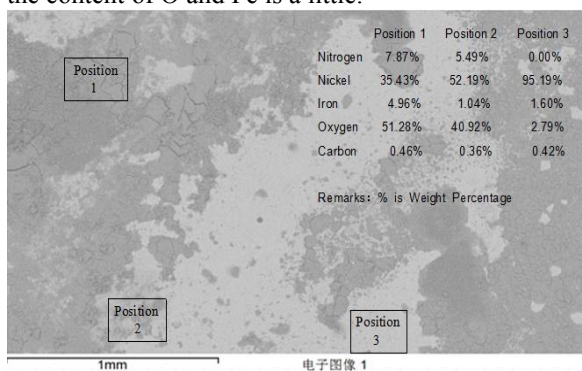 the content of O and Fe is a little.
Position 1 Position 2 Position 3
Nitrogen 7.87% 5.49% 0.00%
Nickel 35.43% 52.19% 95.19%
Iron 4.96% 1.04% 1.60%
Oxygen 51.28% 40.92% 2.79%
Carbon 0.46% 0.36% 0.42%
Remarks: % is Weight Percentage
Position
1
Position
2
Position
3
1mm
电子图像 1